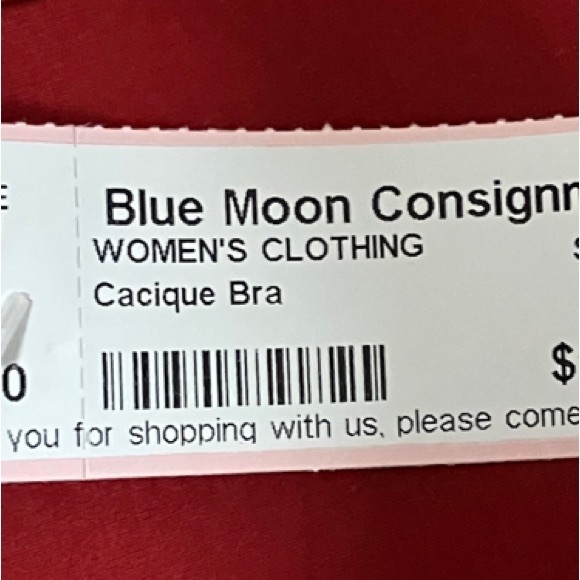 E
Blue Moon Consignm
WOMEN'S CLOTHING
Cacique Bra
0
$
you for shopping with us, please come